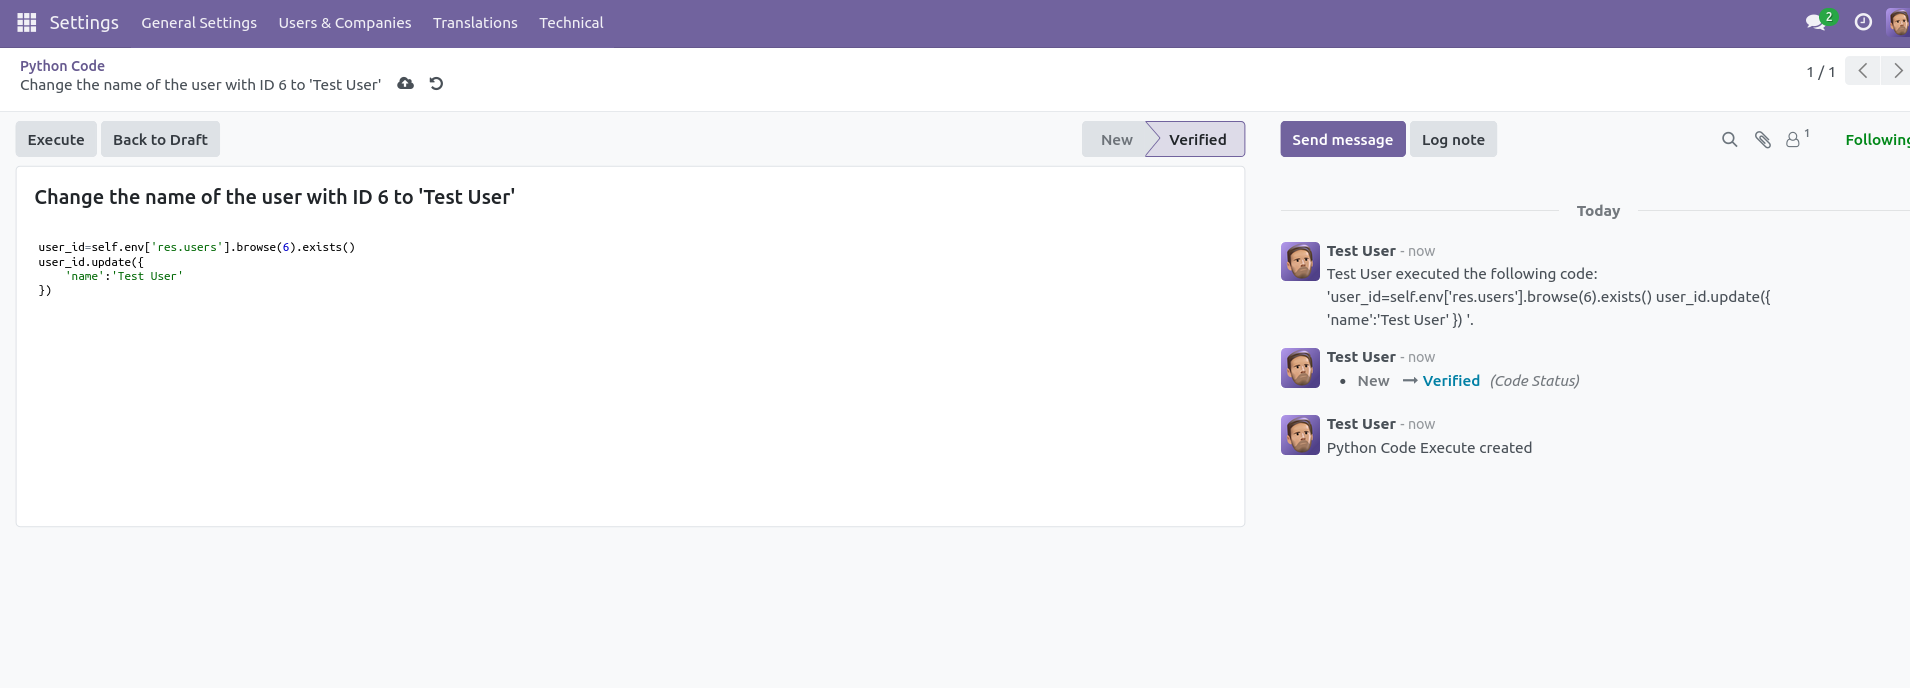 Settings General Settings Users & Companies Translations Technical 2
Python Code
Change the name of the user with ID 6 to 'Test User'
1 / 1
Execute Back to Draft New Verified Send message Log note 1 Following
Change the name of the user with ID 6 to 'Test User'
user_id=self.env['res.users'].browse(6).exists()
user_id.update({
    'name':'Test User'
})
Today
Test User - now
Test User executed the following code:
'user_id=self.env['res.users'].browse(6).exists() user_id.update({
'name':'Test User' }) '.
Test User - now
• New → Verified (Code Status)
Test User - now
Python Code Execute created